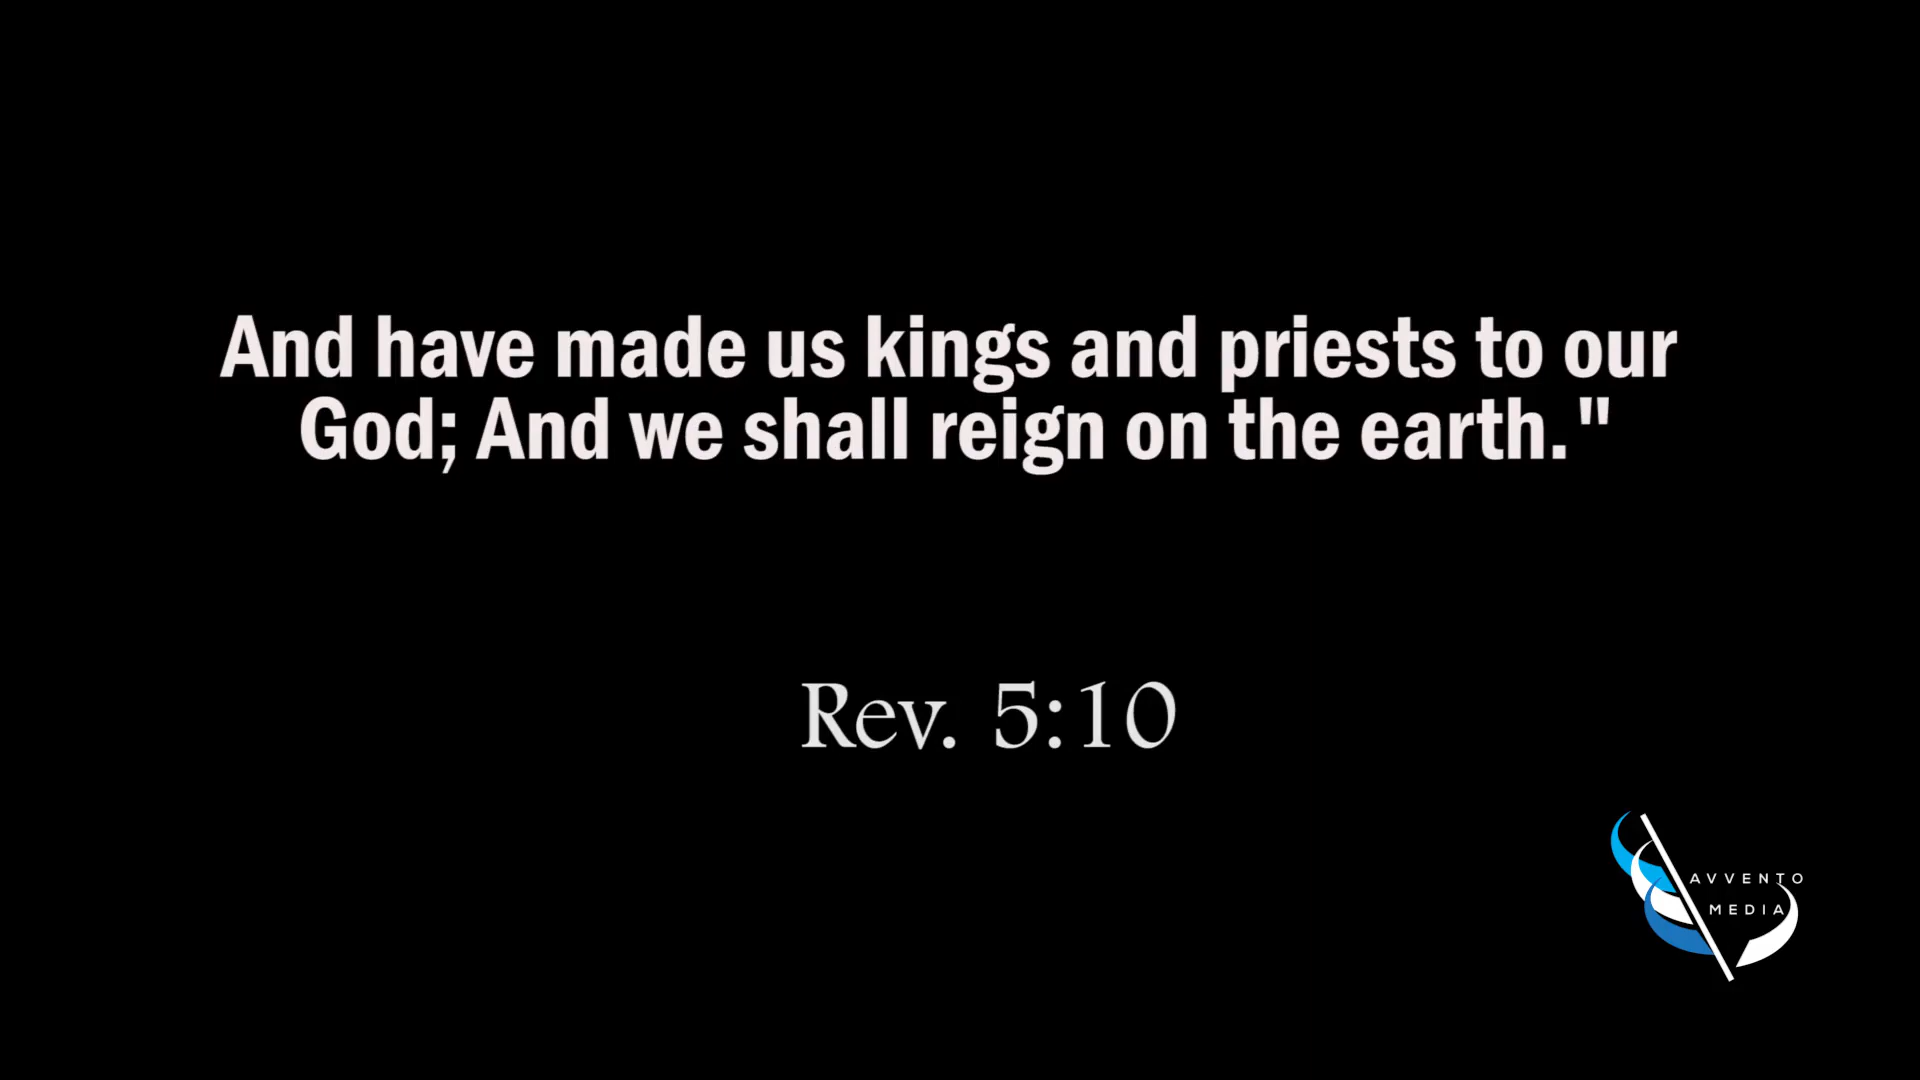 And have made us kings and priests to our
God; And we shall reign on the earth."
Rev. 5:10
AVVENTO
MEDIA